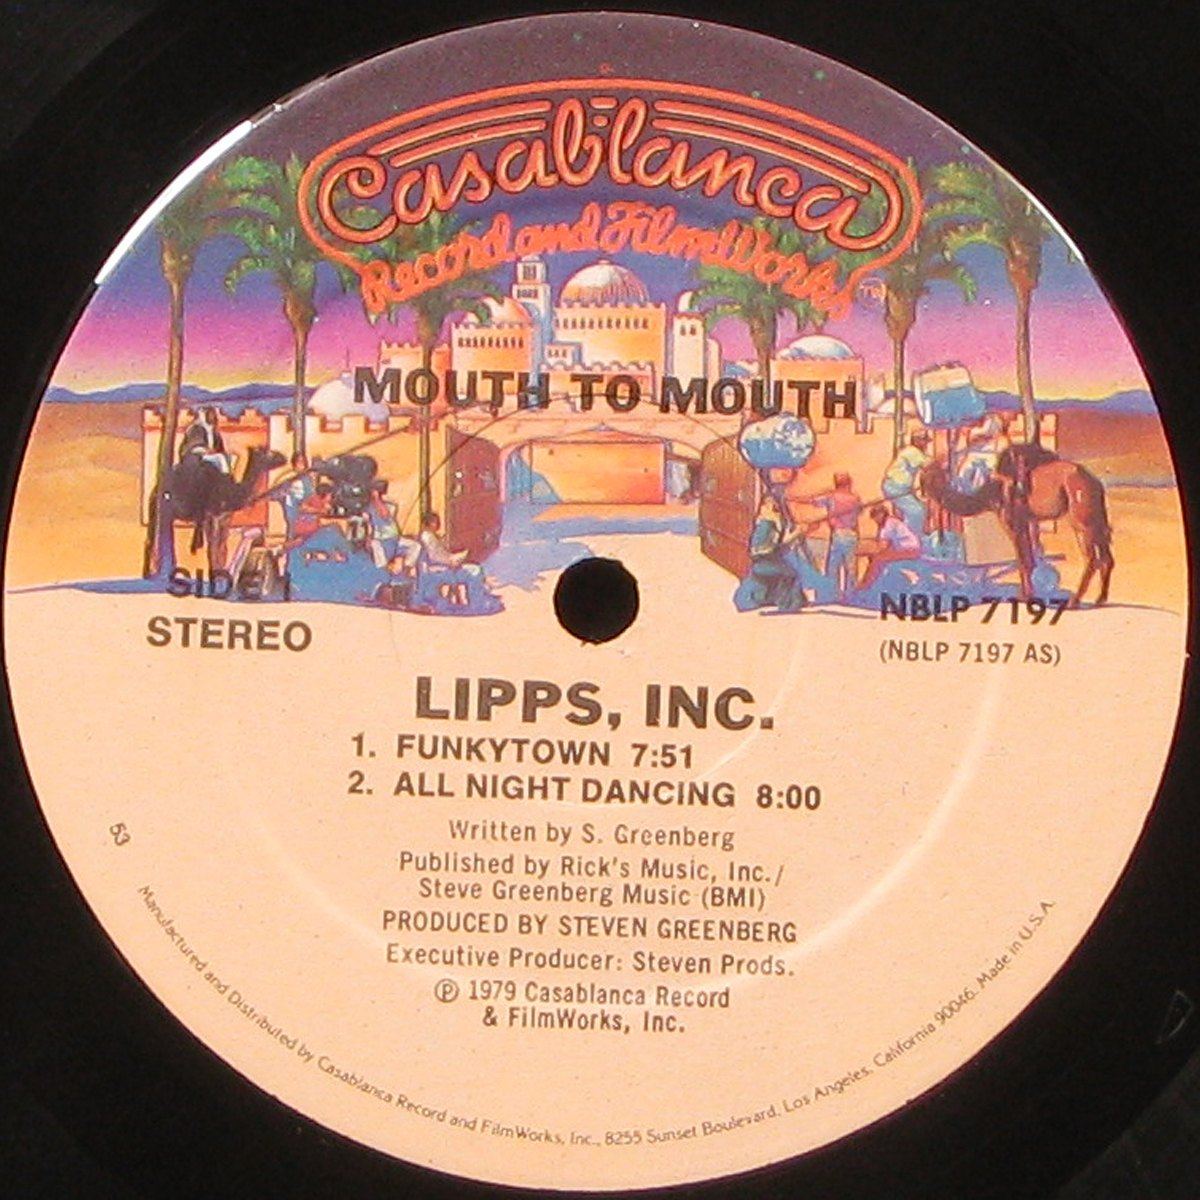 Casablanca
Record and FilmWorks TM
MOUTH TO MOUTH
SIDE 1
STEREO
NBLP 7197
(NBLP 7197 AS)
LIPPS, INC.
1. FUNKYTOWN 7:51
2. ALL NIGHT DANCING 8:00
Written by S. Greenberg
Published by Rick's Music, Inc./
Steve Greenberg Music (BMI)
PRODUCED BY STEVEN GREENBERG
Executive Producer: Steven Prods.
℗ 1979 Casablanca Record
& FilmWorks, Inc.
53
Manufactured and Distributed by Casablanca Record and FilmWorks, Inc., 8255 Sunset Boulevard, Los Angeles, California 90046. Made in U.S.A.